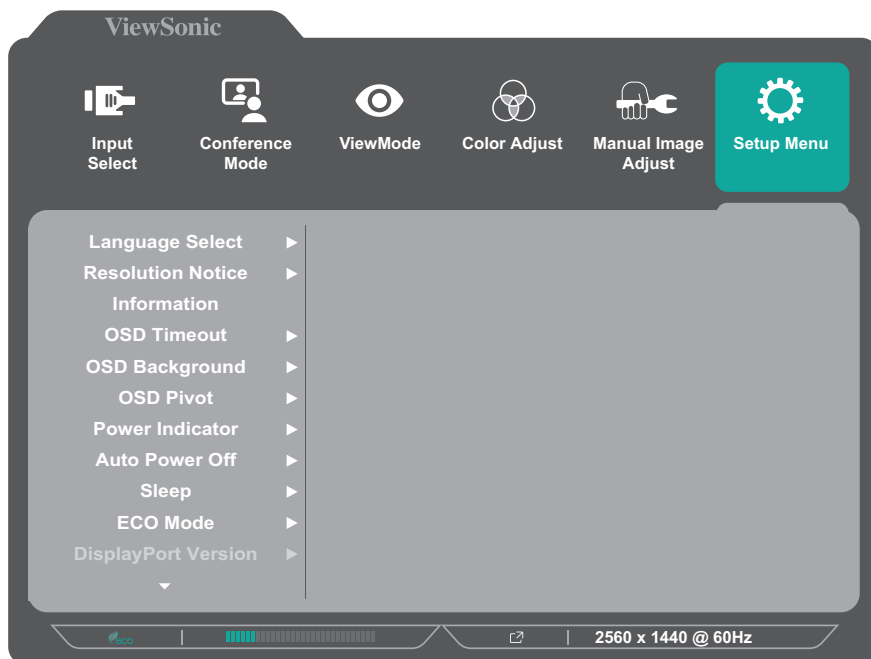 ViewSonic
Input
Select
Conference
Mode
ViewMode
Color Adjust
Manual Image
Adjust
Setup Menu
Language Select
Resolution Notice
Information
OSD Timeout
OSD Background
OSD Pivot
Power Indicator
Auto Power Off
Sleep
ECO Mode
DisplayPort Version
eco
2560 x 1440 @ 60Hz